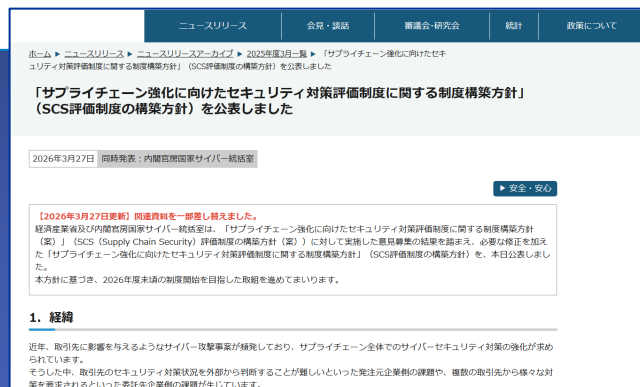 ニュースリリース 会見・談話 審議会・研究会 統計 政策について
ホーム ▶ ニュースリリース ▶ ニュースリリースアーカイブ ▶ 2025年度3月一覧 ▶ 「サプライチェーン強化に向けたセキ
ュリティ対策評価制度に関する制度構築方針」（SCS評価制度の構築方針）を公表しました
「サプライチェーン強化に向けたセキュリティ対策評価制度に関する制度構築方針」
（SCS評価制度の構築方針）を公表しました
2026年3月27日 同時発表：内閣官房国家サイバー統括室
▶ 安全・安心
【2026年3月27日更新】関連資料を一部差し替えました。
経済産業省及び内閣官房国家サイバー統括室は、「サプライチェーン強化に向けたセキュリティ対策評価制度に関する制度構築方針
（案）」（SCS（Supply Chain Security）評価制度の構築方針（案））に対して実施した意見募集の結果を踏まえ、必要な修正を加え
た「サプライチェーン強化に向けたセキュリティ対策評価制度に関する制度構築方針」（SCS評価制度の構築方針）を、本日公表しまし
た。
本方針に基づき、2026年度末頃の制度開始を目指した取組を進めてまいります。
1. 経緯
近年、取引先に影響を与えるようなサイバー攻撃事案が頻発しており、サプライチェーン全体でのサイバーセキュリティ対策の強化が求め
られています。
そうした中、取引先のセキュリティ対策状況を外部から判断することが難しいといった発注元企業側の課題や、複数の取引先から様々な対
策を要求されるといった委託先企業側の課題が生じています。